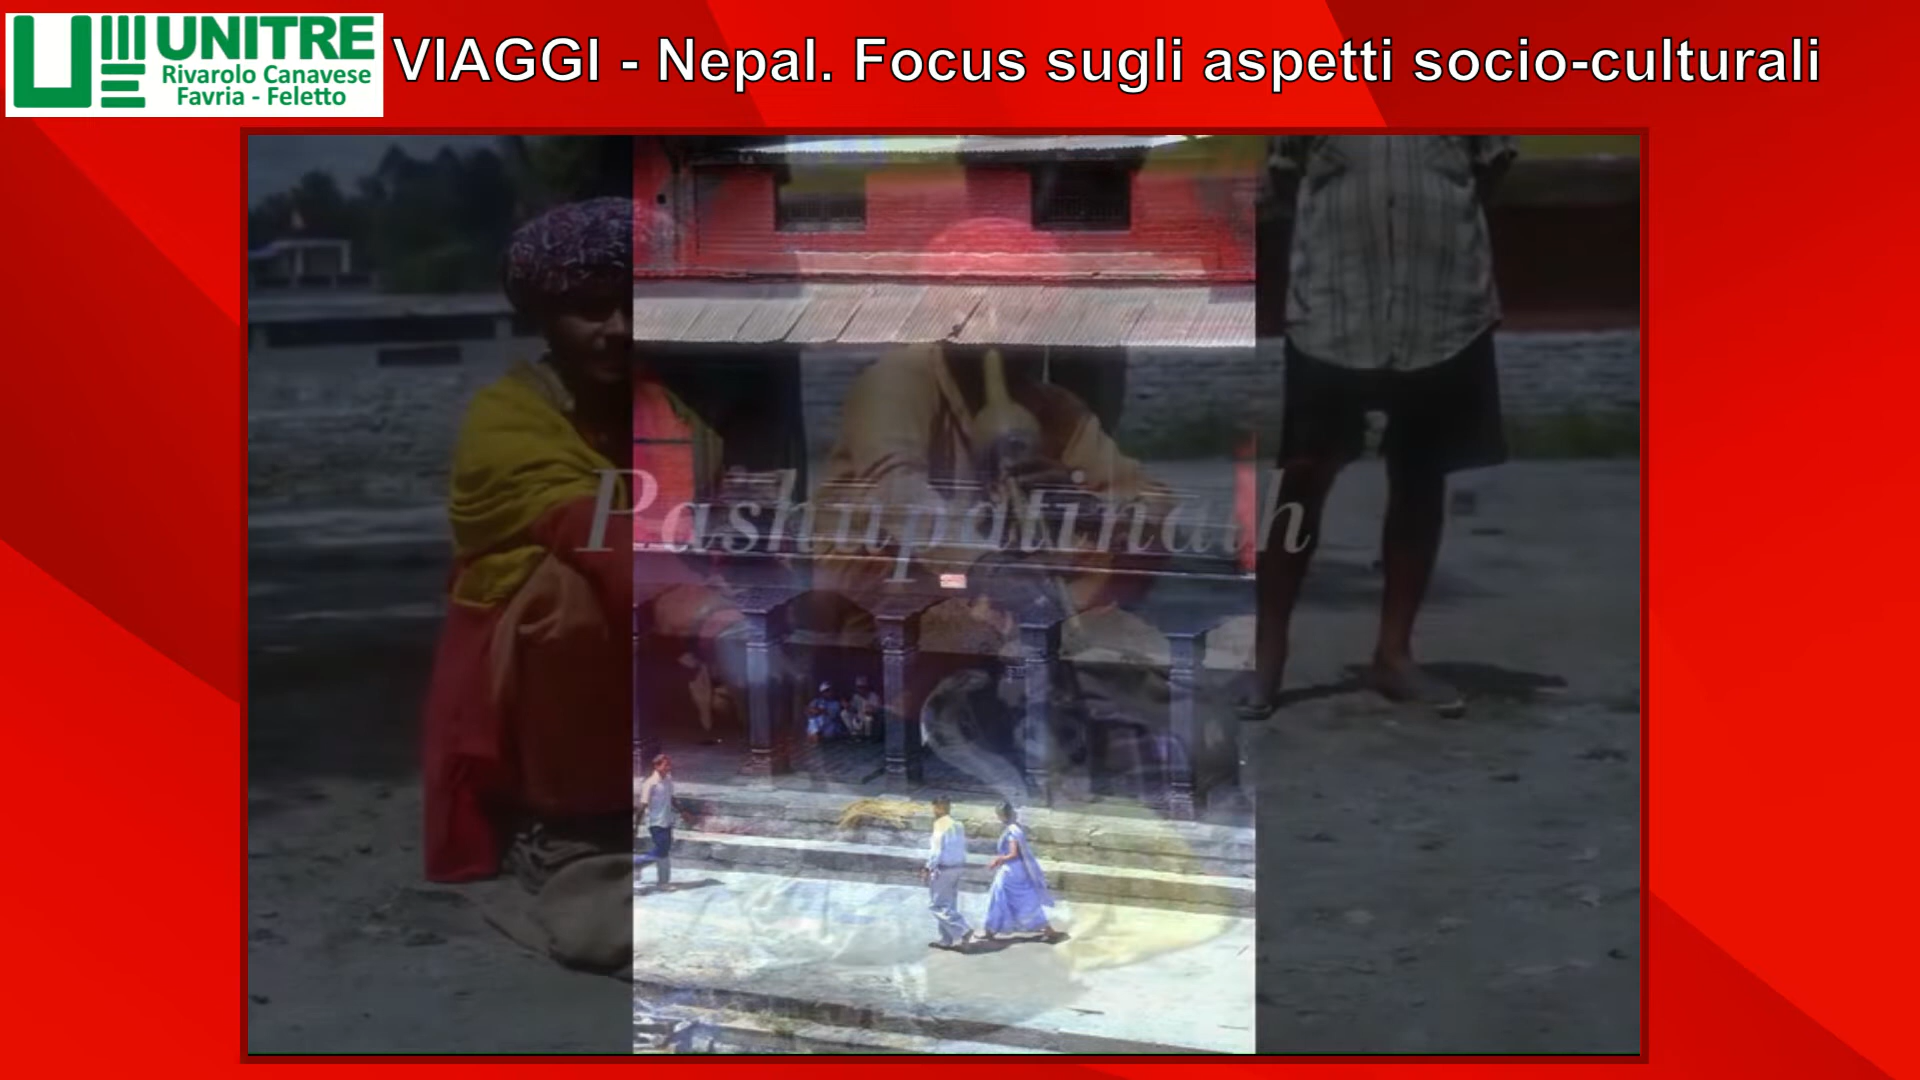 UNITRE
Rivarolo Canavese
Favria - Feletto
VIAGGI - Nepal. Focus sugli aspetti socio-culturali
Pashupatinath